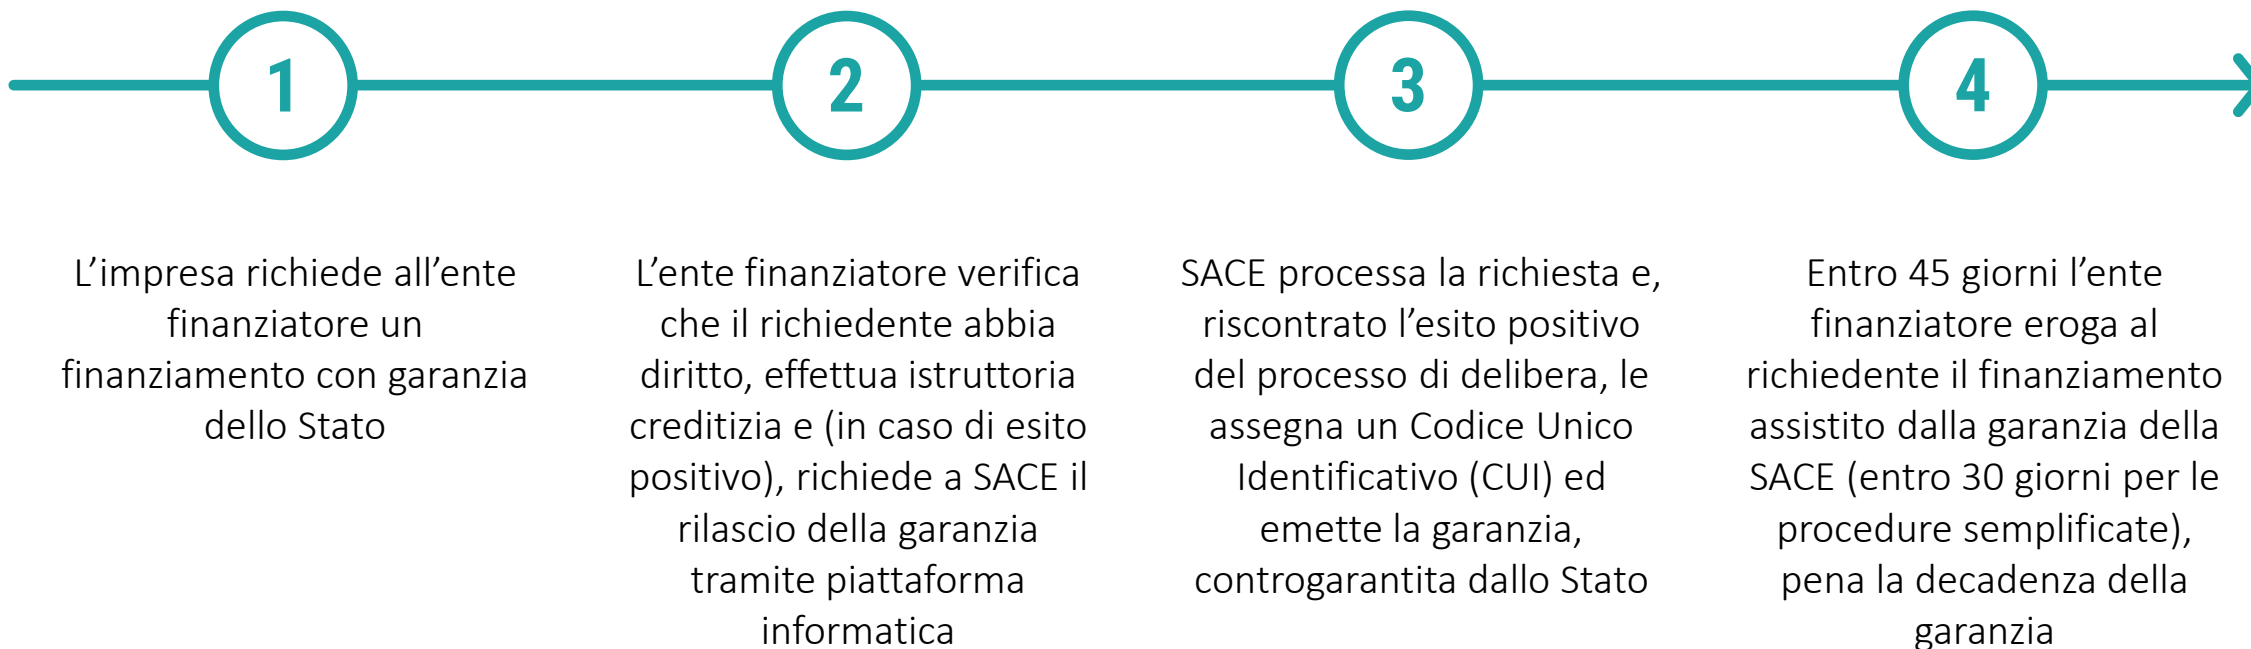 1
L’impresa richiede all’ente
finanziatore un
finanziamento con garanzia
dello Stato
2
L’ente finanziatore verifica
che il richiedente abbia
diritto, effettua istruttoria
creditizia e (in caso di esito
positivo), richiede a SACE il
rilascio della garanzia
tramite piattaforma
informatica
3
SACE processa la richiesta e,
riscontrato l’esito positivo
del processo di delibera, le
assegna un Codice Unico
Identificativo (CUI) ed
emette la garanzia,
controgarantita dallo Stato
4
Entro 45 giorni l’ente
finanziatore eroga al
richiedente il finanziamento
assistito dalla garanzia della
SACE (entro 30 giorni per le
procedure semplificate),
pena la decadenza della
garanzia